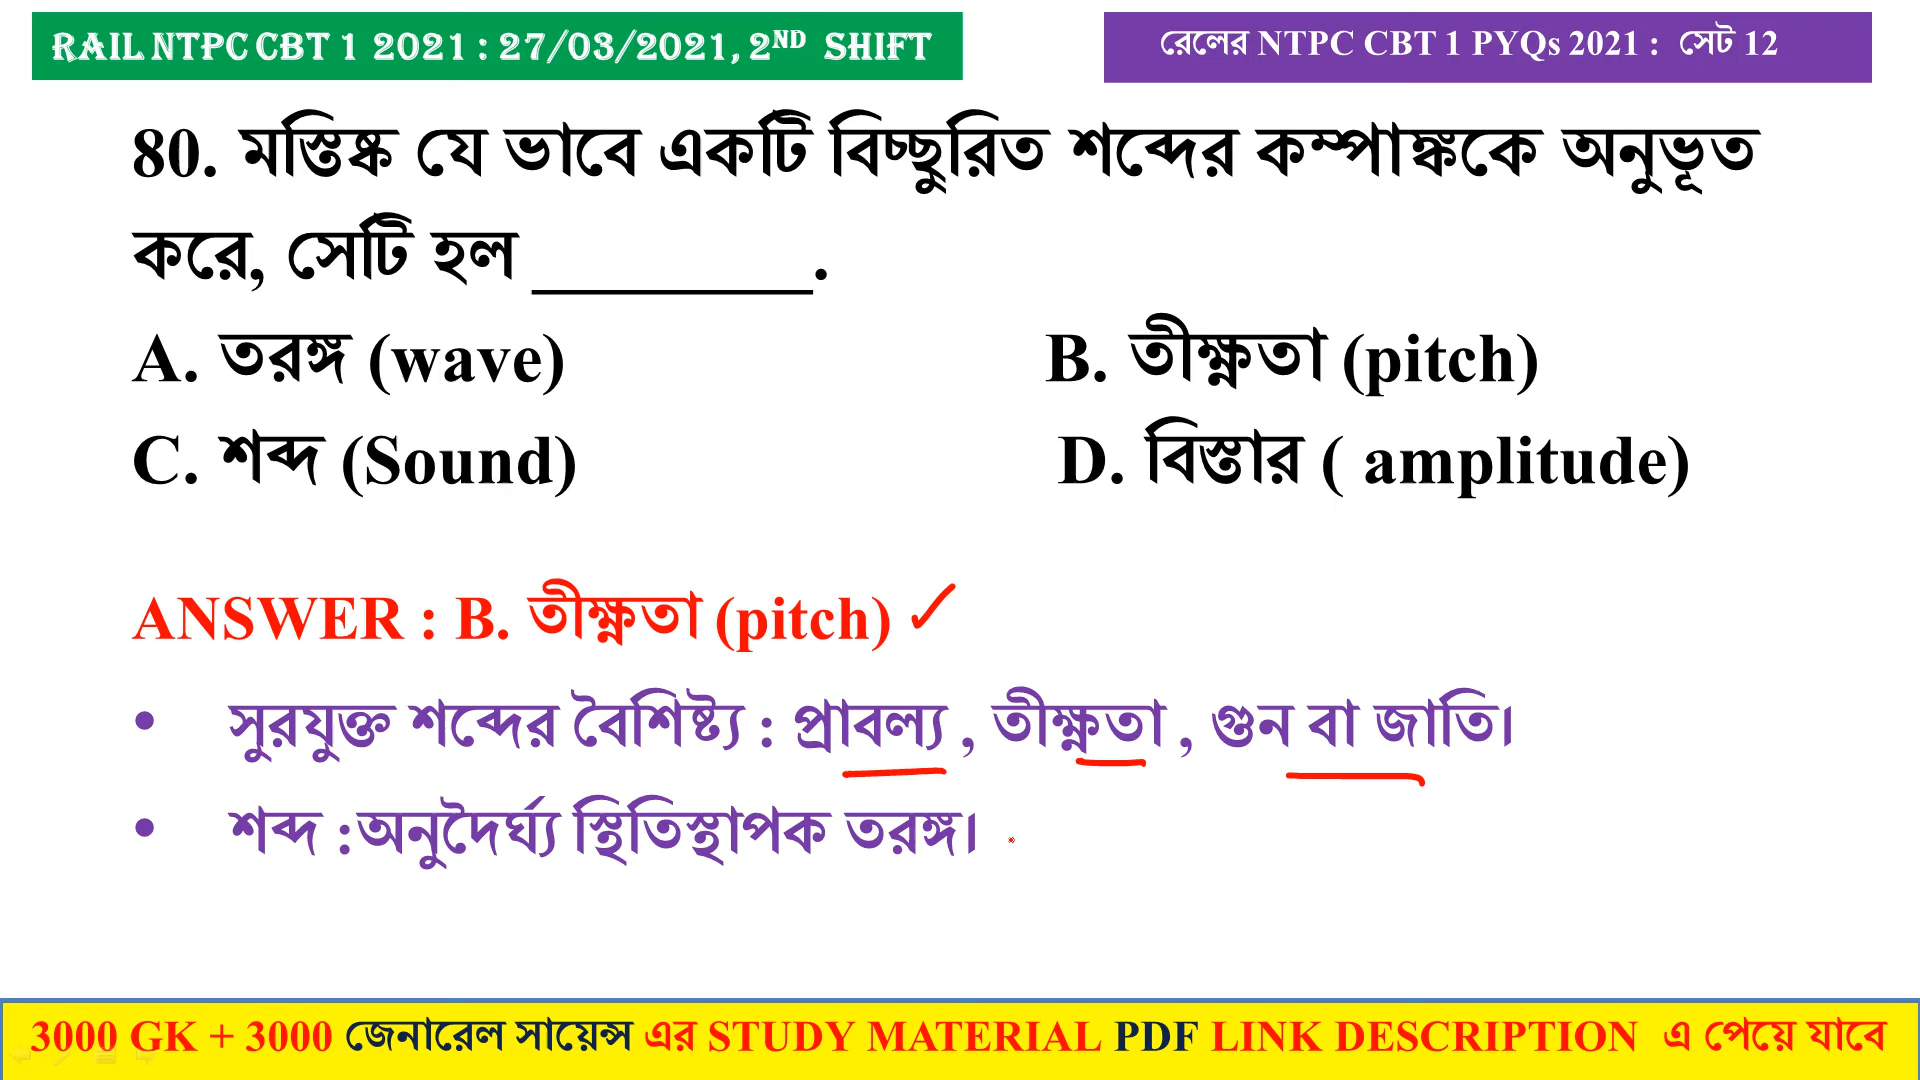 RAIL NTPC CBT 1 2021 : 27/03/2021, 2ND SHIFT
রেলের NTPC CBT 1 PYQs 2021 : সেট 12
80. মস্তিষ্ক যে ভাবে একটি বিচ্ছুরিত শব্দের কম্পাঙ্ককে অনুভূত
করে, সেটি হল ________.
A. তরঙ্গ (wave) B. তীক্ষ্ণতা (pitch)
C. শব্দ (Sound) D. বিস্তার ( amplitude)
ANSWER : B. তীক্ষ্ণতা (pitch) ✓
• সুরযুক্ত শব্দের বৈশিষ্ট্য : প্রাবল্য , তীক্ষ্ণতা , গুন বা জাতি।
• শব্দ :অনুদৈর্ঘ্য স্থিতিস্থাপক তরঙ্গ।
3000 GK + 3000 জেনারেল সায়েন্স এর STUDY MATERIAL PDF LINK DESCRIPTION এ পেয়ে যাবে